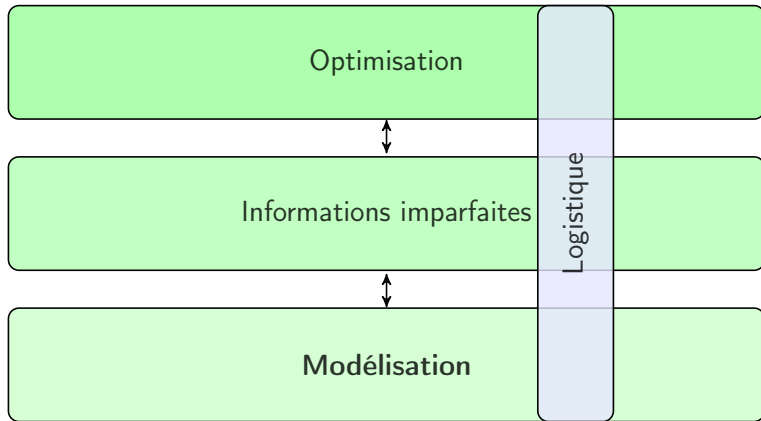 Optimisation
Informations imparfaites
Logistique
Modélisation